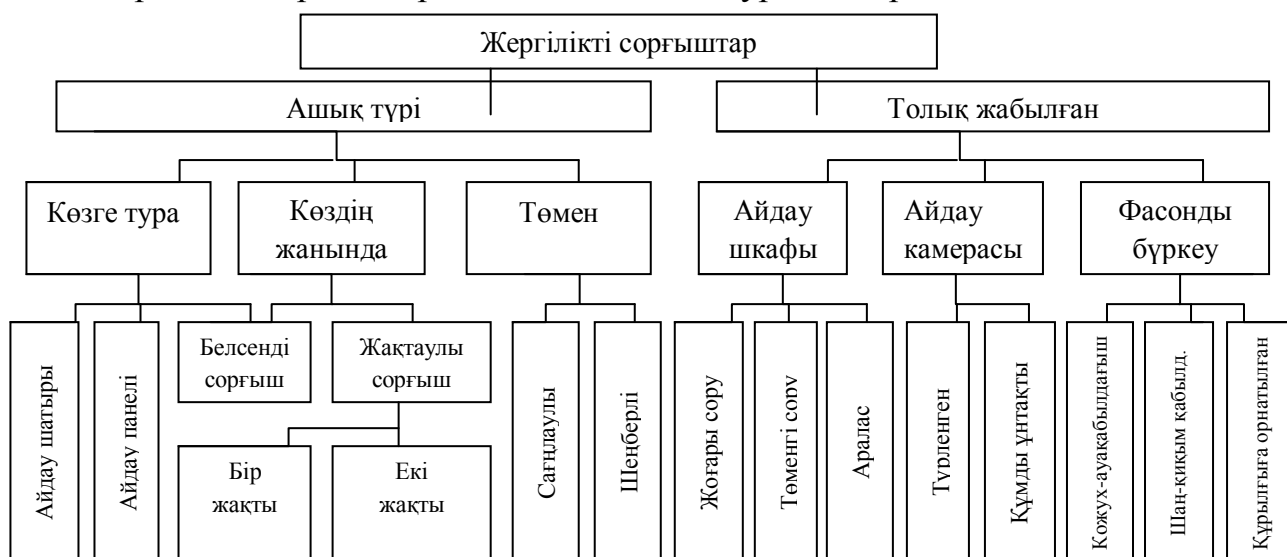 Жергілікті сорғыштар
Ашық түрі
Толық жабылған
Көзге тура
Көздің
жанында
Төмен
Айдау
шкафы
Айдау
камерасы
Фасонды
бүркеу
Айдау шатыры
Айдау панелі
Белсенді
сорғыш
Жақтаулы
сорғыш
Бір
жақты
Екі
жақты
Сағңлаулы
Шеңберлі
Жоғары сору
Төменгі сору
Аралас
Түрленген
Құмды ұнтақты
Кожух-ауақабылдағыш
Шаң-қиқым қабылд.
Құрылғыға орнатылған